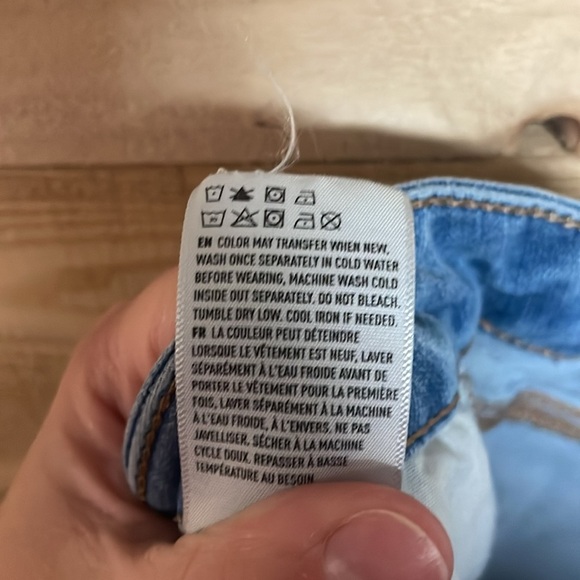 EN COLOR MAY TRANSFER WHEN NEW,
WASH ONCE SEPARATELY IN COLD WATER
BEFORE WEARING, MACHINE WASH COLD
INSIDE OUT SEPARATELY. DO NOT BLEACH.
TUMBLE DRY LOW. COOL IRON IF NEEDED.
FR LA COULEUR PEUT DÉTEINDRE
LORSQUE LE VÊTEMENT EST NEUF, LAVER
SÉPARÉMENT À L'EAU FROIDE AVANT DE
PORTER LE VÊTEMENT POUR LA PREMIÈRE
TOIS, LAVER SÉPARÉMENT À LA MACHINE
À L'EAU FROIDE, À L'ENVERS. NE PAS
JAVELLISER. SÉCHER À LA MACHINE
CYCLE DOUX. REPASSER À BASSE
TEMPÉRATURE AU BESOIN.